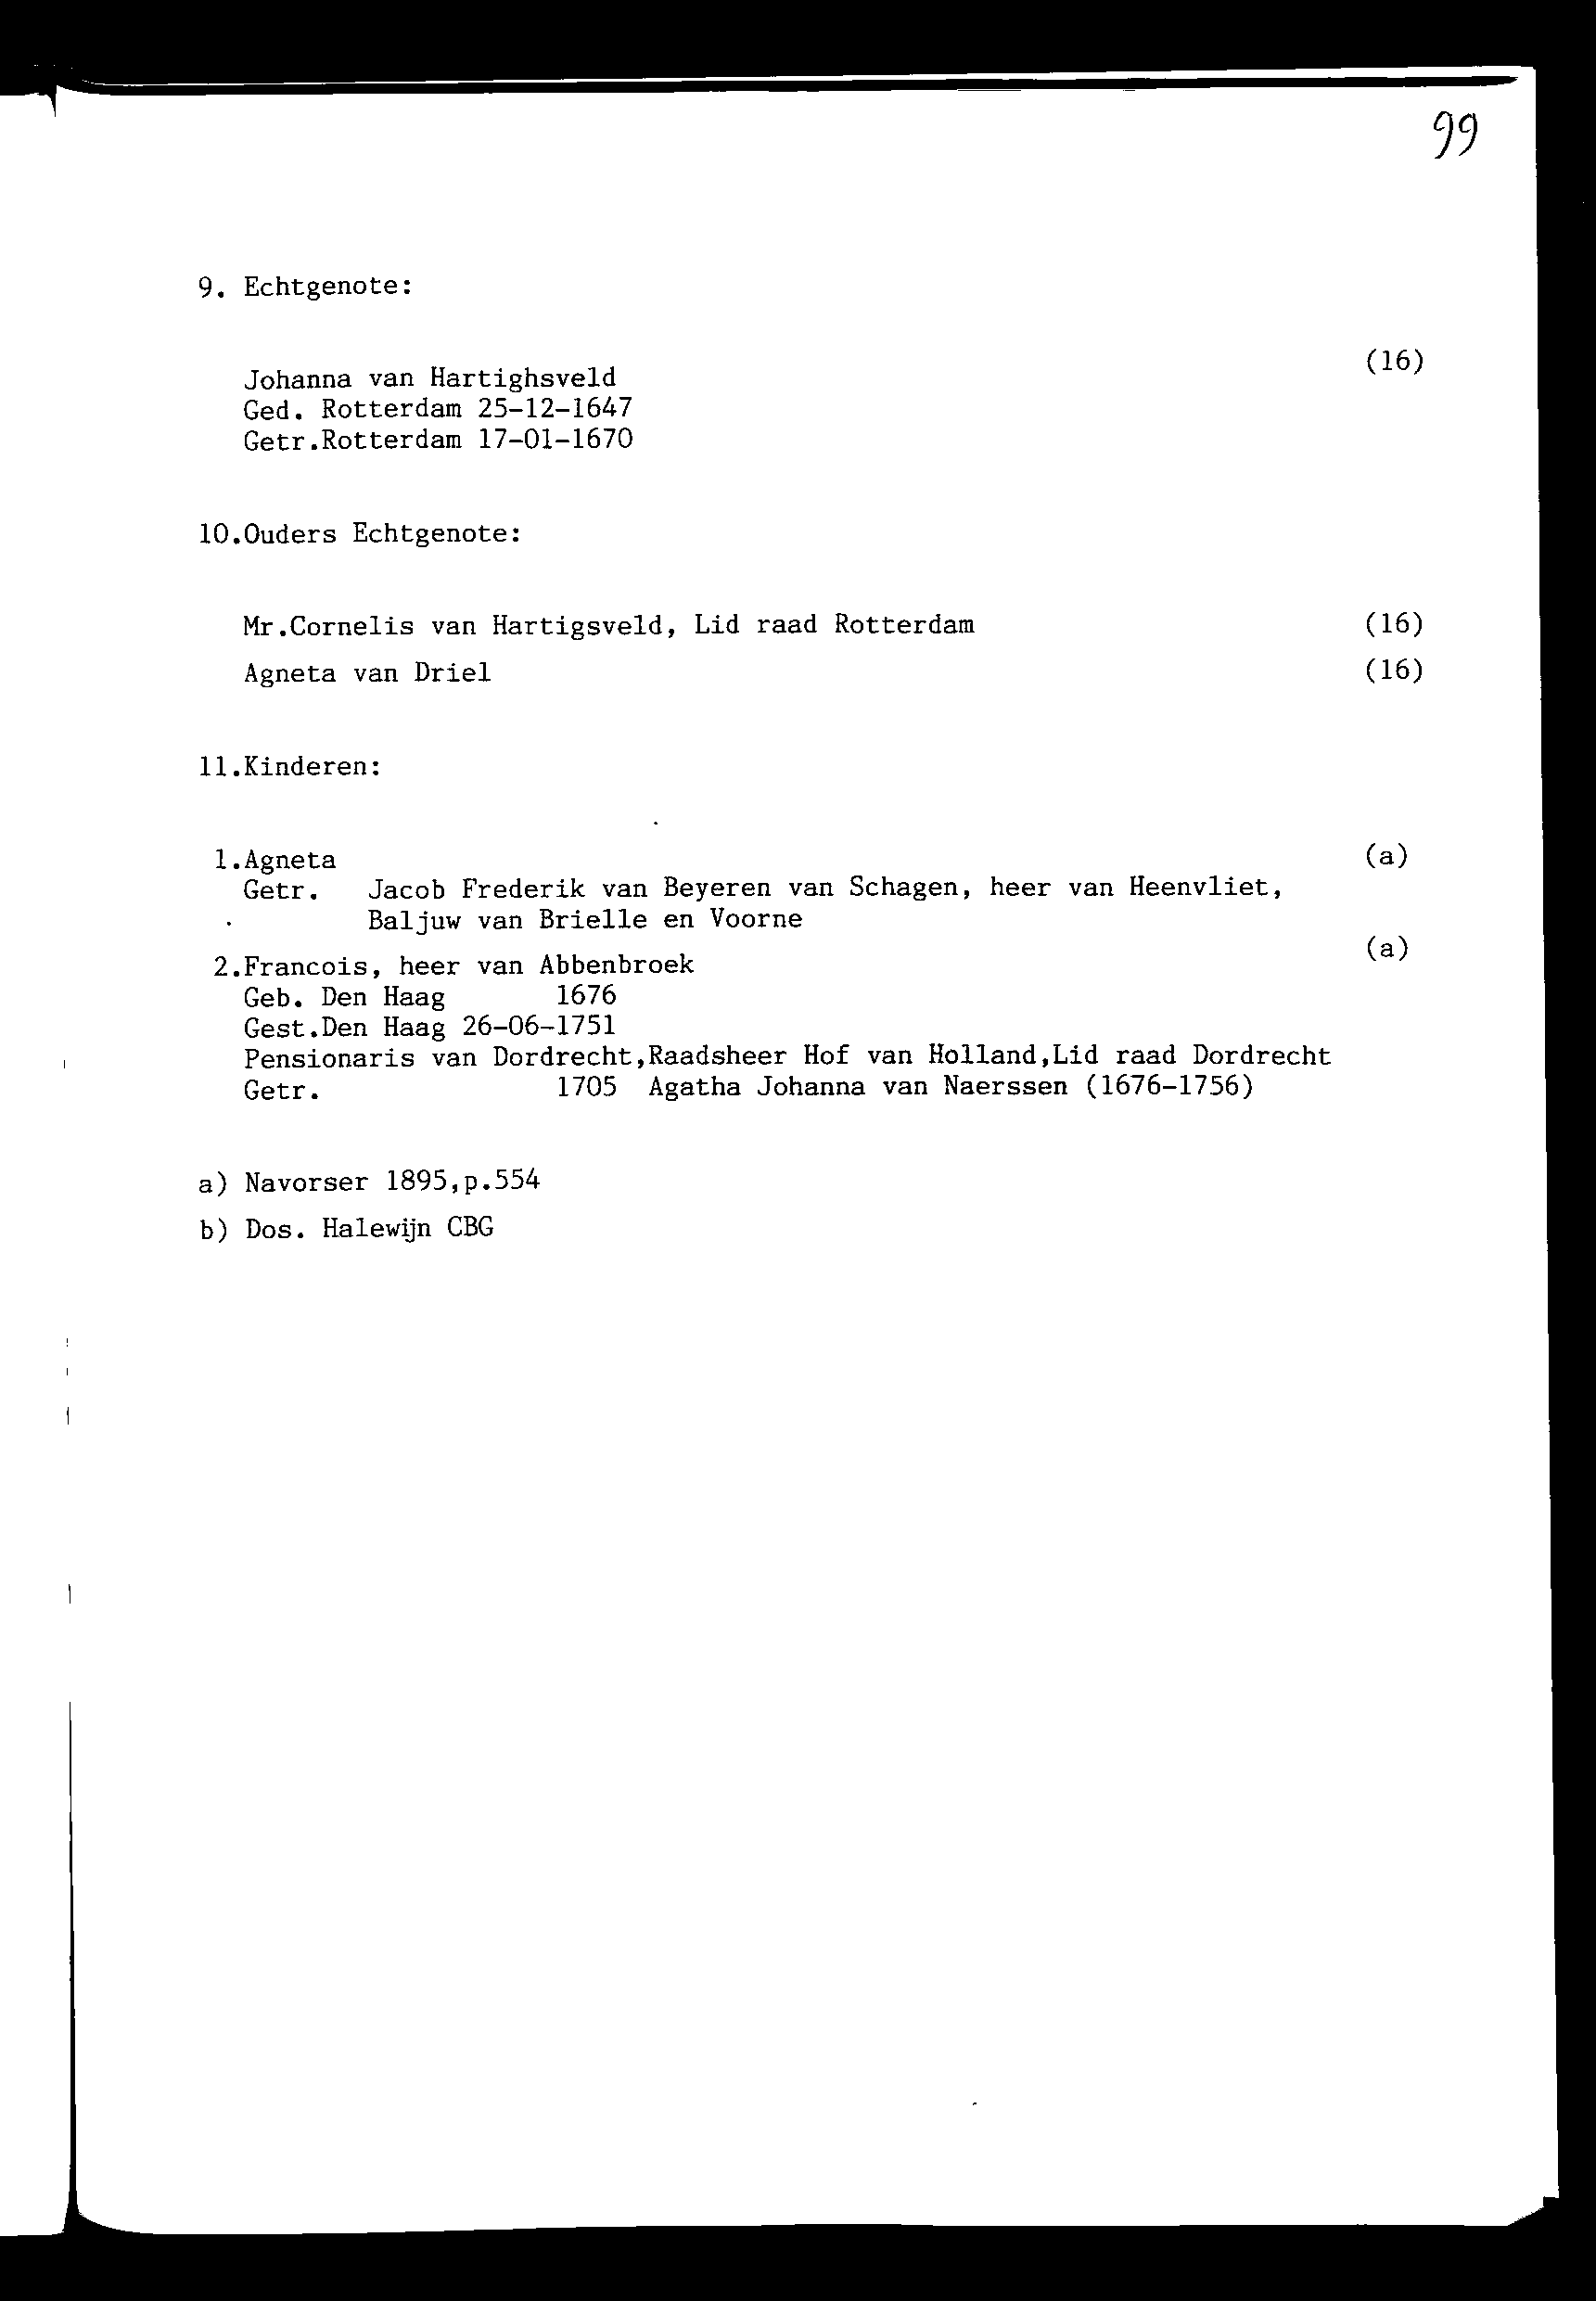 99
9. Echtgenote:
Johanna van Hartighsveld (16)
Ged. Rotterdam 25-12-1647
Getr.Rotterdam 17-01-1670
10.Ouders Echtgenote:
Mr.Cornelis van Hartigsveld, Lid raad Rotterdam (16)
Agneta van Driel (16)
11.Kinderen:
1.Agneta (a)
Getr. Jacob Frederik van Beyeren van Schagen, heer van Heenvliet,
Baljuw van Brielle en Voorne
2.Francois, heer van Abbenbroek (a)
Geb. Den Haag 1676
Gest.Den Haag 26-06-1751
Pensionaris van Dordrecht,Raadsheer Hof van Holland,Lid raad Dordrecht
Getr. 1705 Agatha Johanna van Naerssen (1676-1756)
a) Navorser 1895,p.554
b) Dos. Halewijn CBG